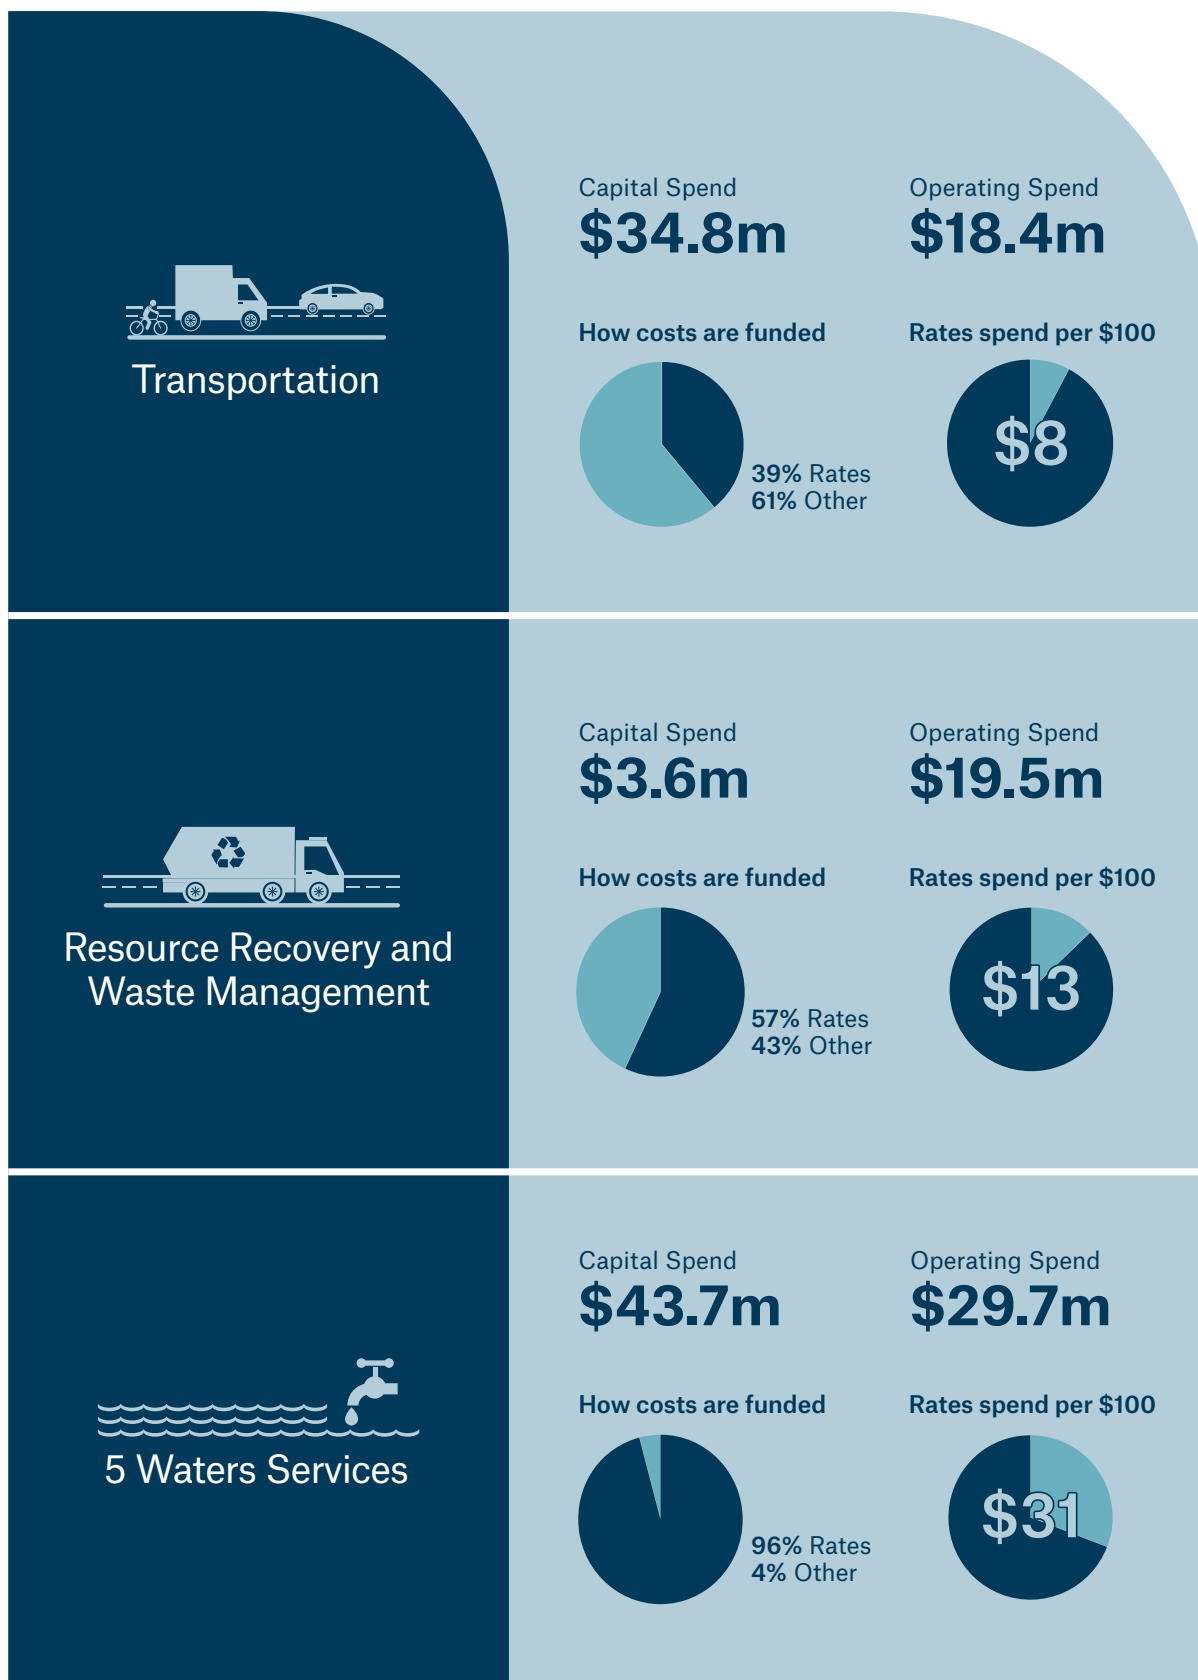 Transportation
Capital Spend
$34.8m
Operating Spend
$18.4m
How costs are funded
39% Rates
61% Other
Rates spend per $100
$8
Resource Recovery and
Waste Management
Capital Spend
$3.6m
Operating Spend
$19.5m
How costs are funded
57% Rates
43% Other
Rates spend per $100
$13
5 Waters Services
Capital Spend
$43.7m
Operating Spend
$29.7m
How costs are funded
96% Rates
4% Other
Rates spend per $100
$31